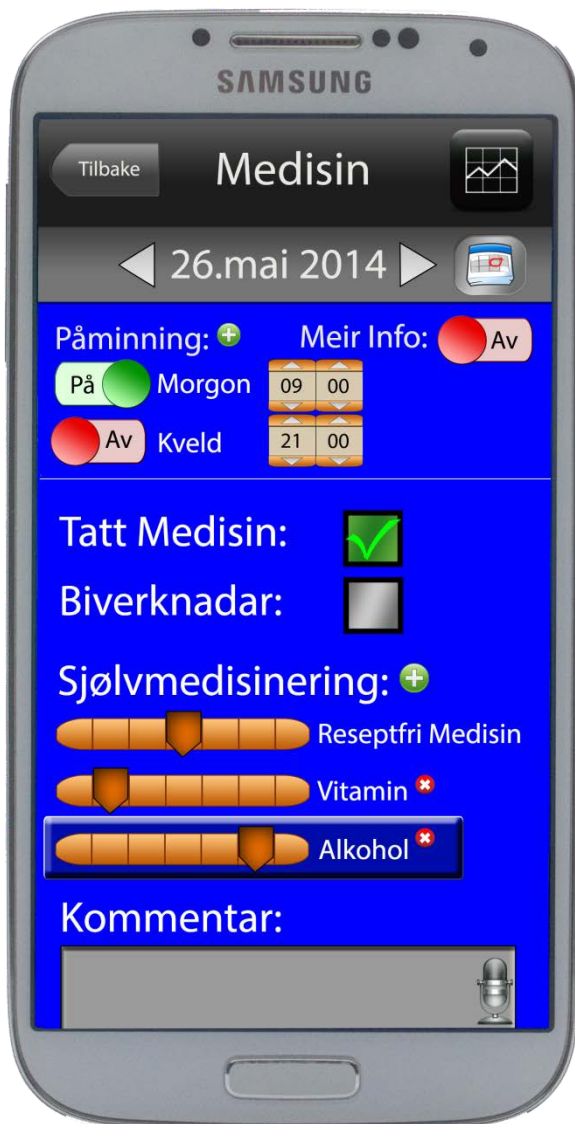 SAMSUNG
Tilbake Medisin
26.mai 2014
Påminning: Meir Info: Av
På Morgon 09 00
Av Kveld 21 00
Tatt Medisin:
Biverknadar:
Sjølvmedisinering:
Reseptfri Medisin
Vitamin
Alkohol
Kommentar: